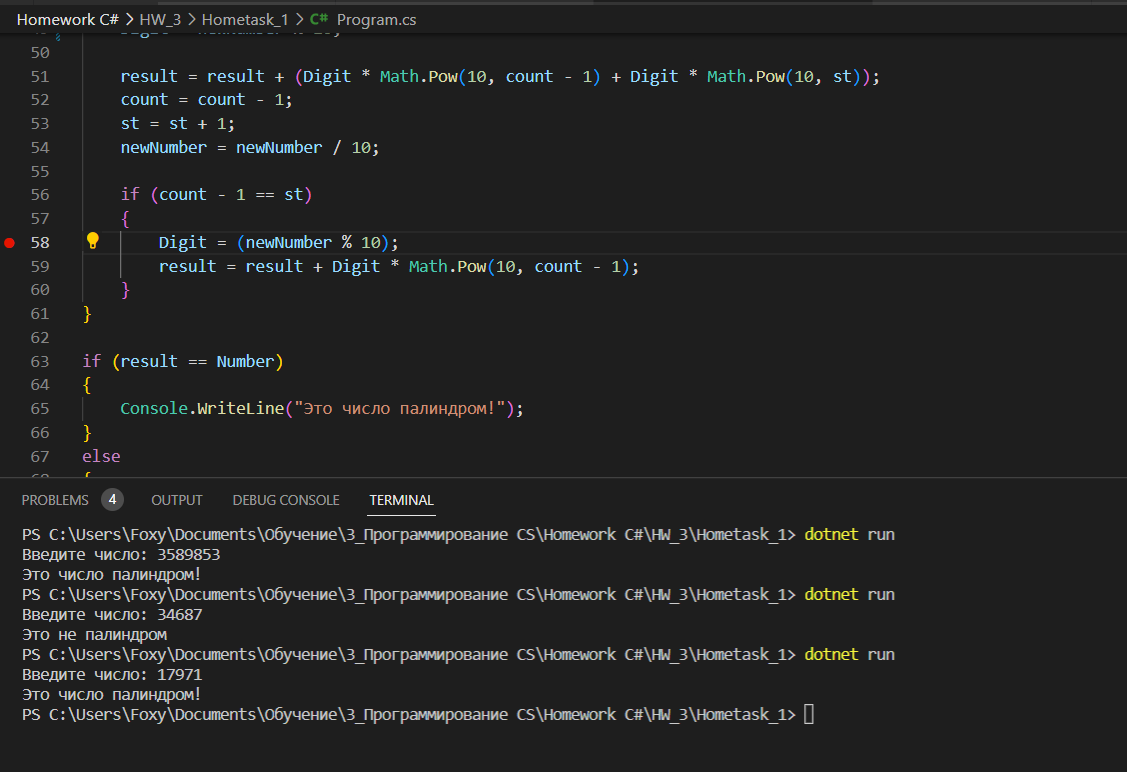 Homework C# > HW_3 > Hometask_1 > C# Program.cs
50
51 result = result + (Digit * Math.Pow(10, count - 1) + Digit * Math.Pow(10, st));
52 count = count - 1;
53 st = st + 1;
54 newNumber = newNumber / 10;
55
56 if (count - 1 == st)
57 {
58 Digit = (newNumber % 10);
59 result = result + Digit * Math.Pow(10, count - 1);
60 }
61 }
62
63 if (result == Number)
64 {
65 Console.WriteLine("Это число палиндром!");
66 }
67 else
PROBLEMS 4 OUTPUT DEBUG CONSOLE TERMINAL
PS C:\Users\Foxy\Documents\Обучение\3_Программирование CS\Homework C#\HW_3\Hometask_1> dotnet run
Введите число: 3589853
Это число палиндром!
PS C:\Users\Foxy\Documents\Обучение\3_Программирование CS\Homework C#\HW_3\Hometask_1> dotnet run
Введите число: 34687
Это не палиндром
PS C:\Users\Foxy\Documents\Обучение\3_Программирование CS\Homework C#\HW_3\Hometask_1> dotnet run
Введите число: 17971
Это число палиндром!
PS C:\Users\Foxy\Documents\Обучение\3_Программирование CS\Homework C#\HW_3\Hometask_1>